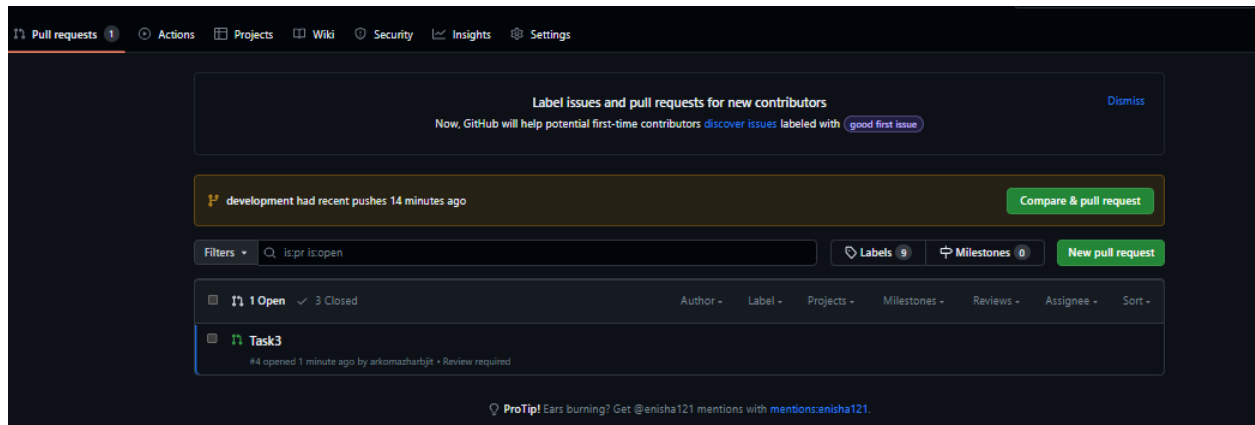 Pull requests 1 Actions Projects Wiki Security Insights Settings
Label issues and pull requests for new contributors
Dismiss
Now, GitHub will help potential first-time contributors discover issues labeled with good first issue
development had recent pushes 14 minutes ago
Compare & pull request
Filters is:pr is:open Labels 9 Milestones 0 New pull request
1 Open 3 Closed Author Label Projects Milestones Reviews Assignee Sort
Task3
#4 opened 1 minute ago by arkomazharbjit • Review required
ProTip! Ears burning? Get @enisha121 mentions with mentions:enisha121.